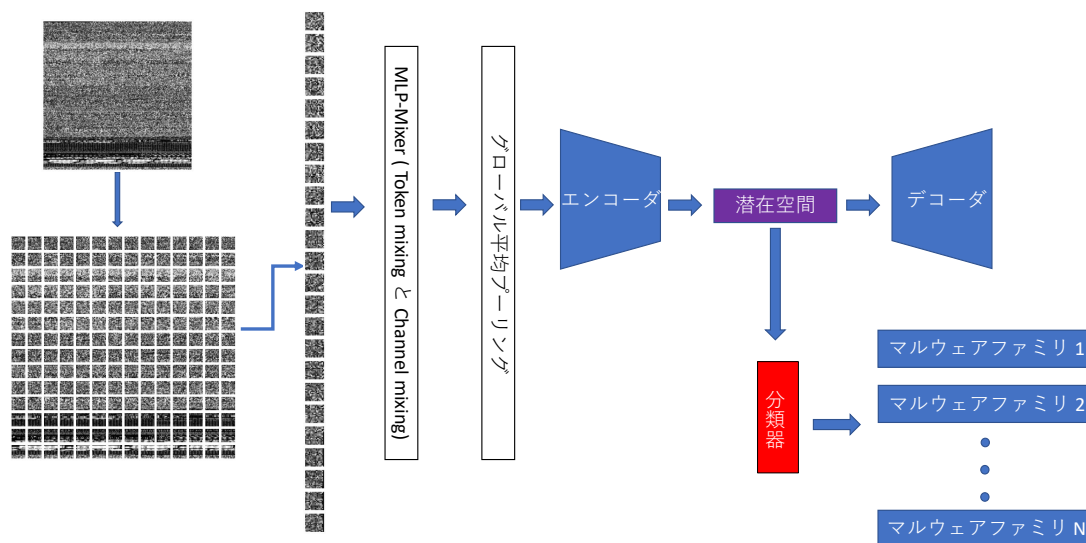 MLP-Mixer ( Token mixing と Channel mixing)
グローバル平均プーリング
エンコーダ
潜在空間
デコーダ
分類器
マルウェアファミリ 1
マルウェアファミリ 2
マルウェアファミリ N